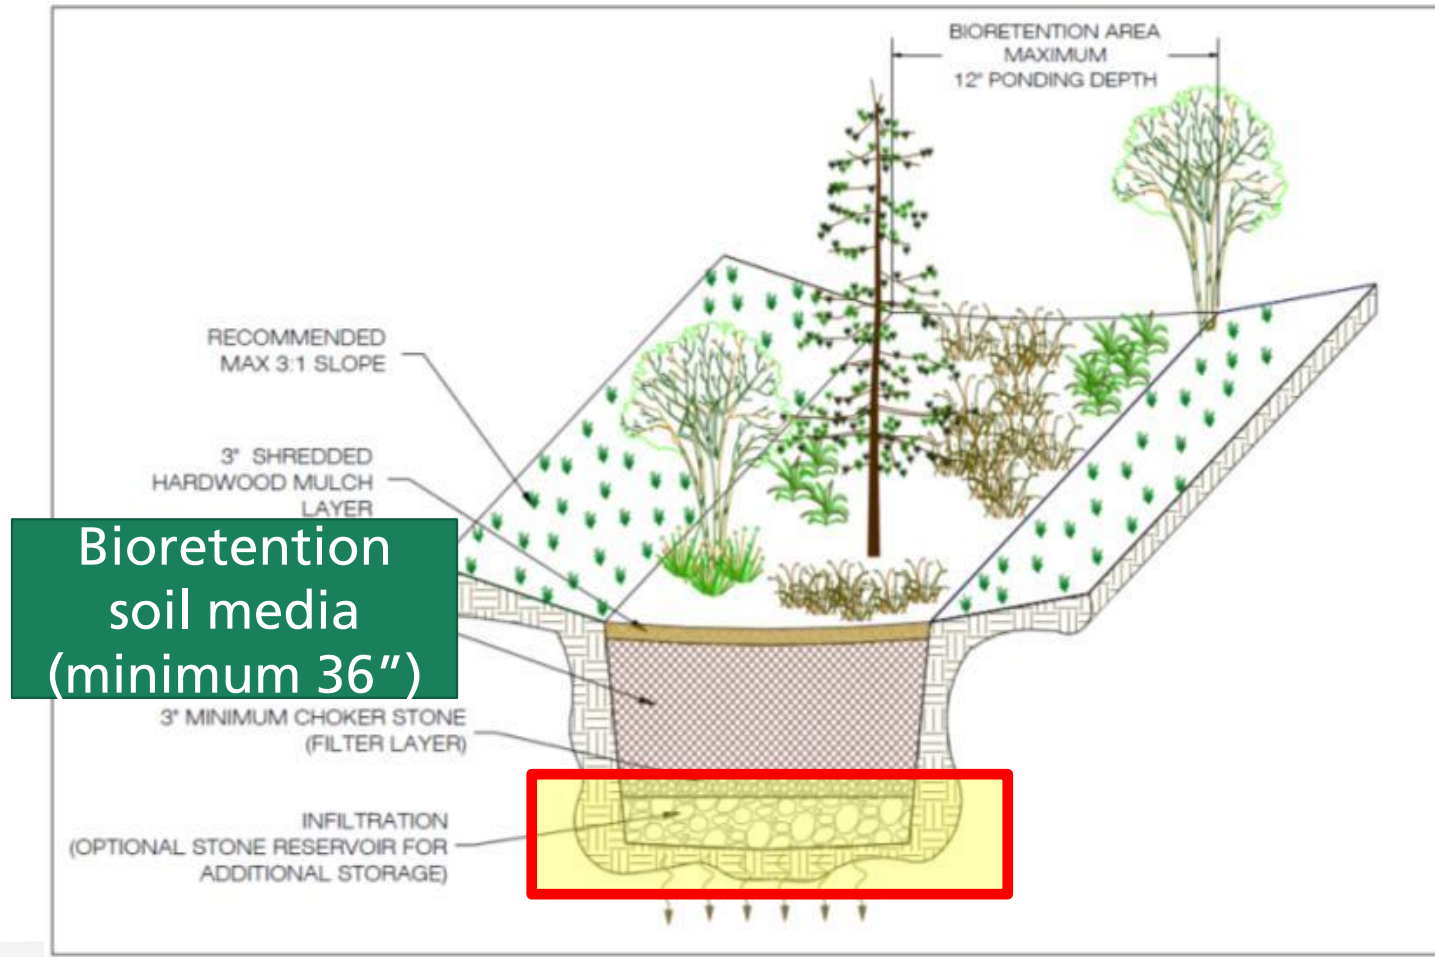 BIORETENTION AREA
MAXIMUM
12" PONDING DEPTH
RECOMMENDED
MAX 3:1 SLOPE
3" SHREDDED
HARDWOOD MULCH
LAYER
Bioretention
soil media
(minimum 36")
3" MINIMUM CHOKER STONE
(FILTER LAYER)
INFILTRATION
(OPTIONAL STONE RESERVOIR FOR
ADDITIONAL STORAGE)